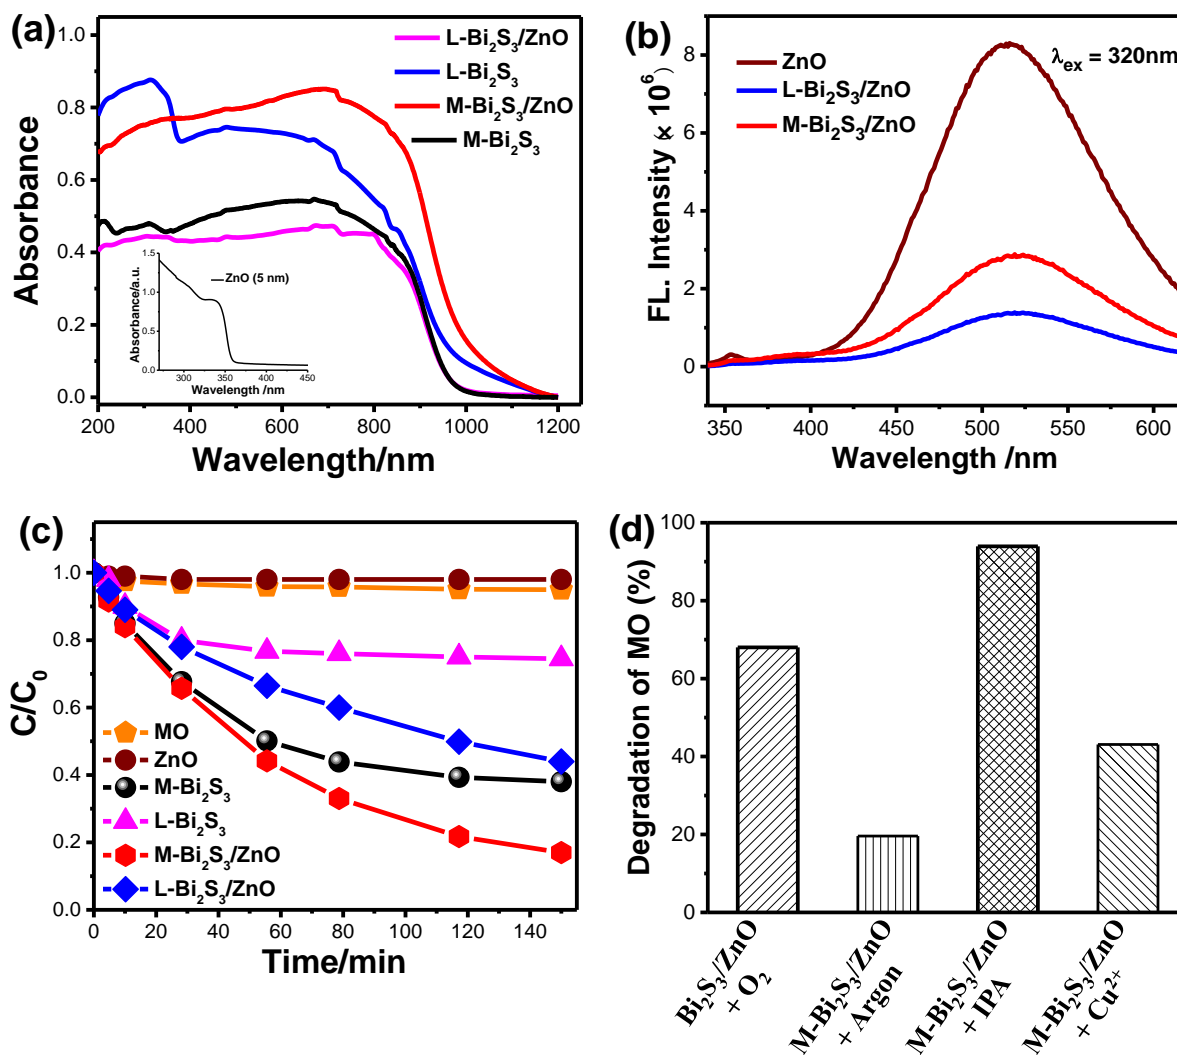 (a)
1.0
0.8
0.6
0.4
0.2
0.0
Absorbance
L-Bi₂S₃/ZnO
L-Bi₂S₃
M-Bi₂S₃/ZnO
M-Bi₂S₃
1.5
1.0
0.5
0.0
Absorbance/a.u.
ZnO (5 nm)
300 350 400 450
Wavelength /nm
200 400 600 800 1000 1200
Wavelength/nm
(b)
8
6
4
2
0
FL. Intensity (× 10⁶)
ZnO
L-Bi₂S₃/ZnO
M-Bi₂S₃/ZnO
λex = 320nm
350 400 450 500 550 600
Wavelength /nm
(c)
1.0
0.8
0.6
0.4
0.2
0.0
C/C₀
MO
ZnO
M-Bi₂S₃
L-Bi₂S₃
M-Bi₂S₃/ZnO
L-Bi₂S₃/ZnO
0 20 40 60 80 100 120 140
Time/min
(d)
100
80
60
40
20
0
Degradation of MO (%)
Bi₂S₃/ZnO
+ O₂
M-Bi₂S₃/ZnO
+ Argon
M-Bi₂S₃/ZnO
+ IPA
M-Bi₂S₃/ZnO
+ Cu²⁺